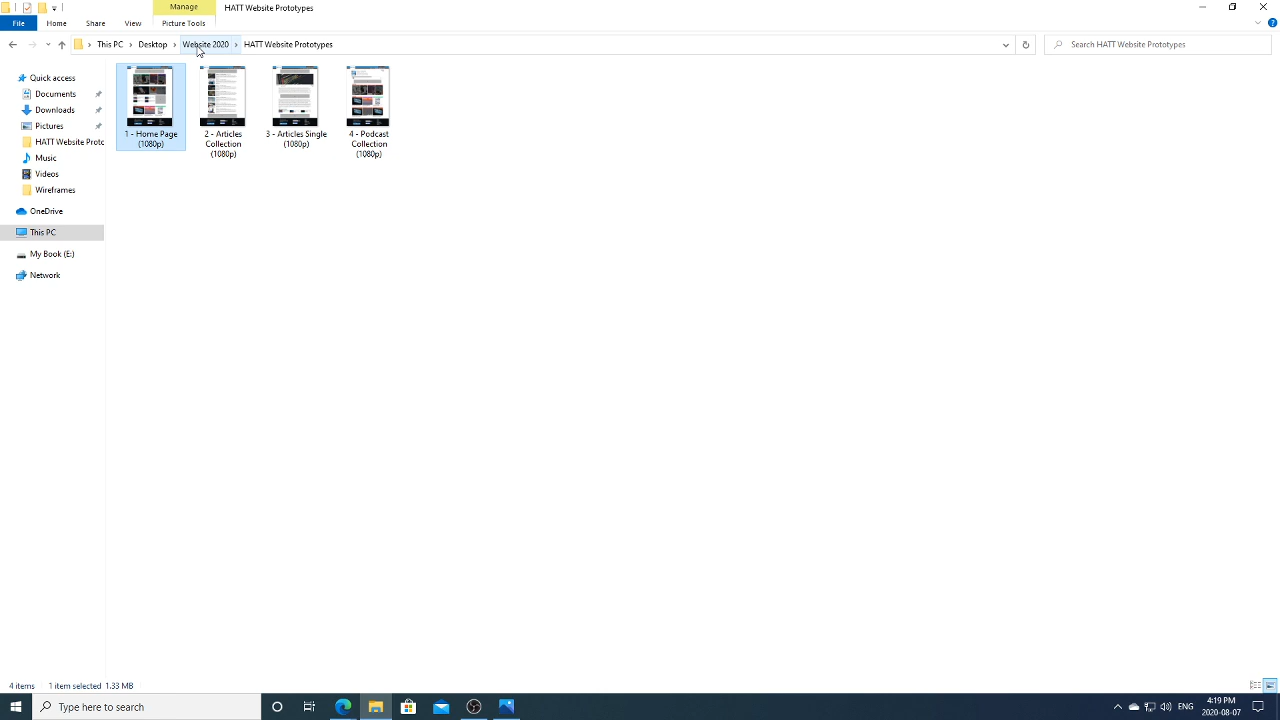 Manage
HATT Website Prototypes
File
Home
Share
View
Picture Tools
This PC
Desktop
Website 2020
HATT Website Prototypes
Search HATT Website Prototypes
Quick access
Documents
Downloads
Pictures
HATT Website Protc
Music
Videos
Wireframes
OneDrive
This PC
My Book (E:)
Network
1 - Home Page
(1080p)
2 - Articles
Collection
(1080p)
3 - Articles Single
(1080p)
4 - Podcast
Collection
(1080p)
4 items
1 item selected 1.33 MB
Type here to search
ENG
4:19 PM
2020-08-07